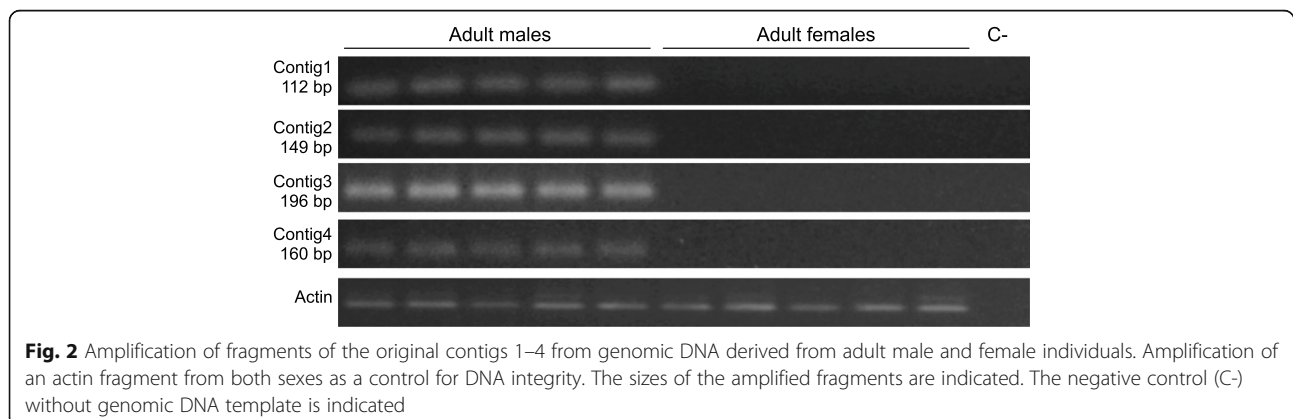 Adult males Adult females C-
Contig1
112 bp
Contig2
149 bp
Contig3
196 bp
Contig4
160 bp
Actin
Fig. 2 Amplification of fragments of the original contigs 1–4 from genomic DNA derived from adult male and female individuals. Amplification of
an actin fragment from both sexes as a control for DNA integrity. The sizes of the amplified fragments are indicated. The negative control (C-)
without genomic DNA template is indicated